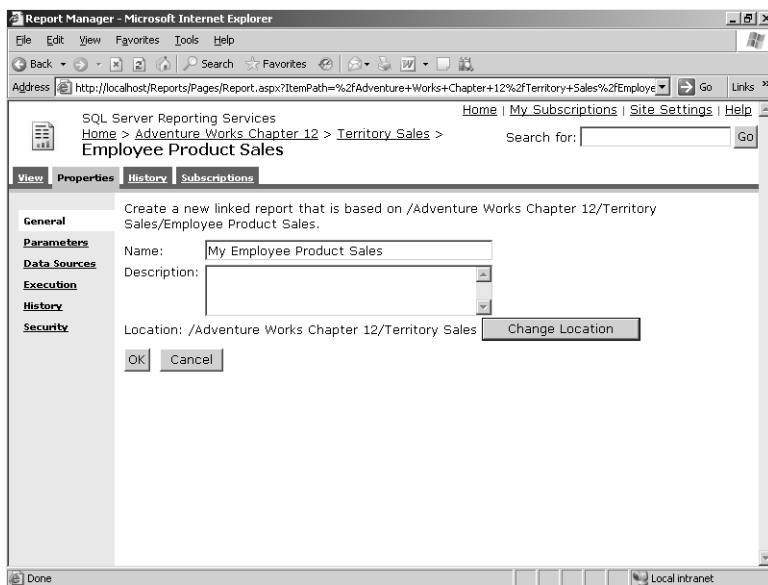 Report Manager - Microsoft Internet Explorer
File Edit View Favorites Tools Help
Back Search Favorites
Address http://localhost/Reports/Pages/Report.aspx?ItemPath=%2fAdventure+Works+Chapter+12%2fTerritory+Sales%2fEmploye Go Links »
Home | My Subscriptions | Site Settings | Help
SQL Server Reporting Services
Home > Adventure Works Chapter 12 > Territory Sales >
Employee Product Sales
Search for: Go
View Properties History Subscriptions
General
Parameters
Data Sources
Execution
History
Security
Create a new linked report that is based on /Adventure Works Chapter 12/Territory
Sales/Employee Product Sales.
Name: My Employee Product Sales
Description:
Location: /Adventure Works Chapter 12/Territory Sales Change Location
OK Cancel
Done Local intranet